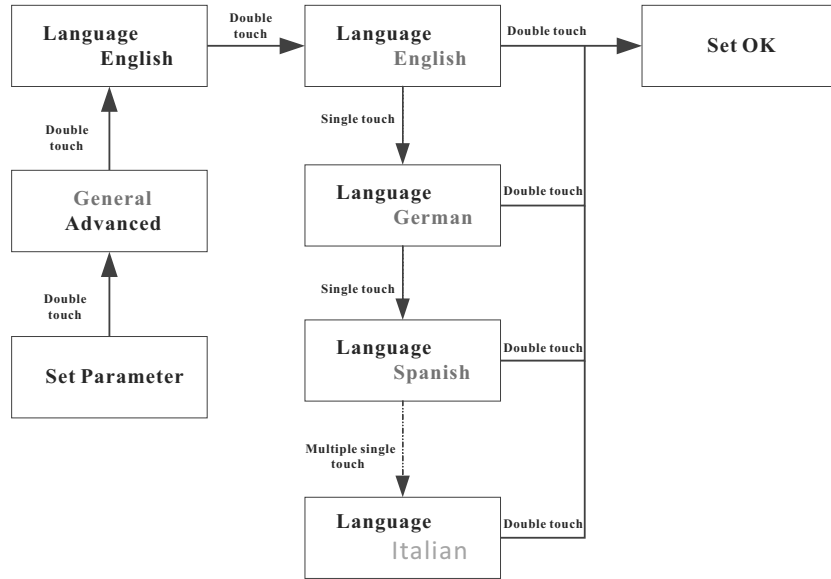 Language
English
Double
touch
Language
English
Double touch
Set OK
Double
touch
Single touch
General
Advanced
Language
German
Double touch
Double
touch
Single touch
Set Parameter
Language
Spanish
Double touch
Multiple single
touch
Language
Italian
Double touch